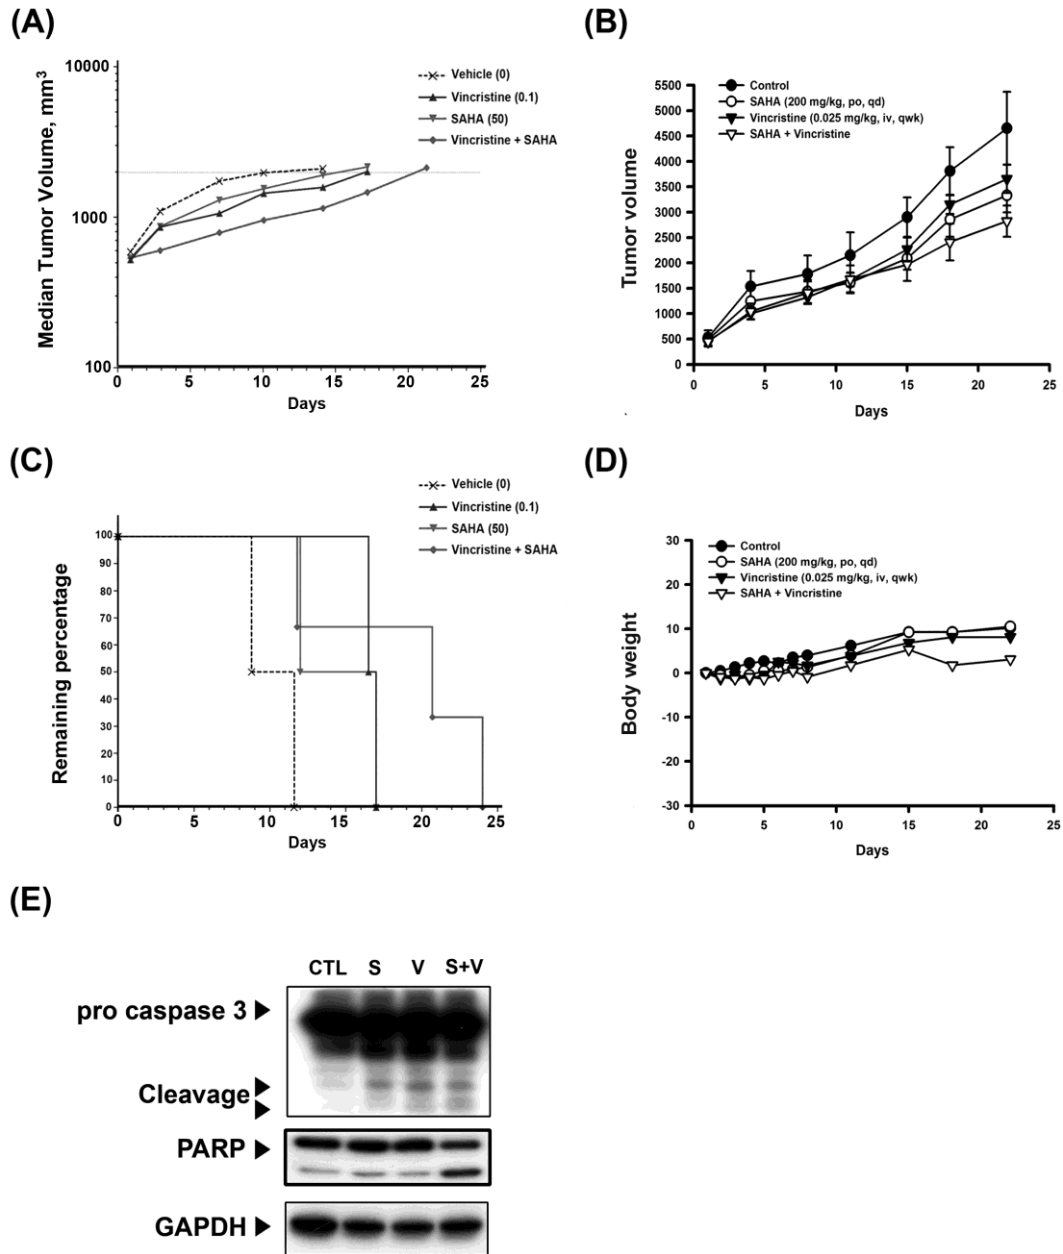 (A)
10000
1000
100
Median Tumor Volume, mm³
Vehicle (0)
Vincristine (0.1)
SAHA (50)
Vincristine + SAHA
0 5 10 15 20 25
Days
(B)
5500
5000
4500
4000
3500
3000
2500
2000
1500
1000
500
0
Tumor volume
Control
SAHA (200 mg/kg, po, qd)
Vincristine (0.025 mg/kg, iv, qwk)
SAHA + Vincristine
0 5 10 15 20 25
Days
(C)
Vehicle (0)
Vincristine (0.1)
SAHA (50)
Vincristine + SAHA
100
90
80
70
60
50
40
30
20
10
0
Remaining percentage
0 5 10 15 20 25
Days
(D)
30
20
10
0
-10
-20
-30
Body weight
Control
SAHA (200 mg/kg, po, qd)
Vincristine (0.025 mg/kg, iv, qwk)
SAHA + Vincristine
0 5 10 15 20 25
Days
(E)
CTL S V S+V
pro caspase 3
Cleavage
PARP
GAPDH